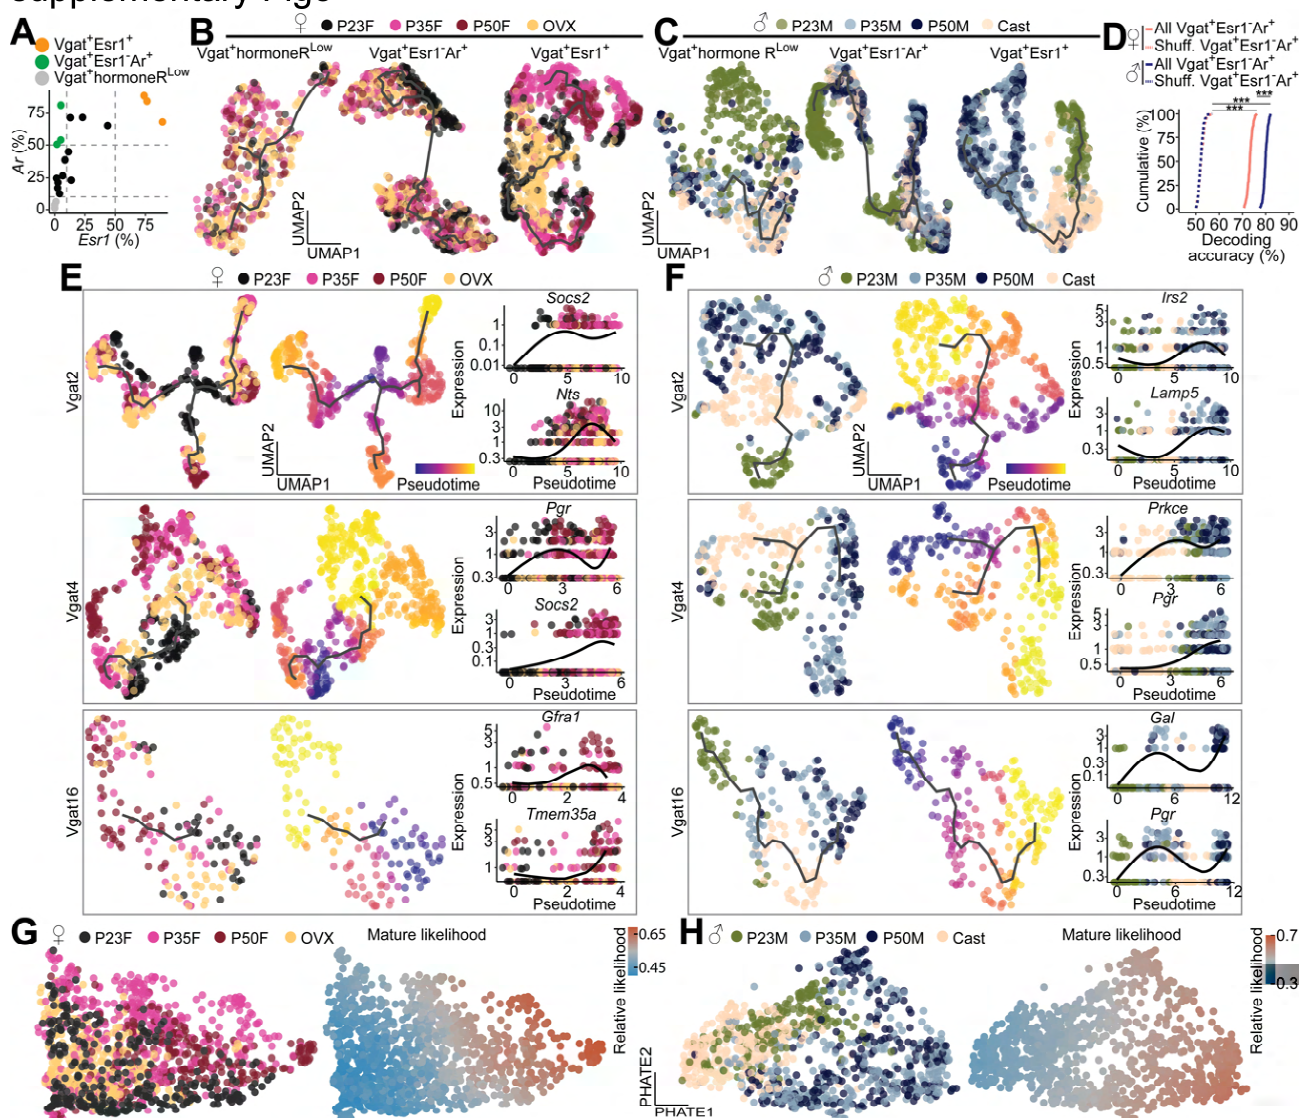 A
Vgat+Esr1+
Vgat+Esr1-Ar+
Vgat+hormoneRLow
75
50
25
0
Ar (%)
0 25 50 75
Esr1 (%)
B ♀ P23F P35F P50F OVX
Vgat+hormoneRLow Vgat+Esr1-Ar+ Vgat+Esr1+
UMAP2
UMAP1
C ♂ P23M P35M P50M Cast
Vgat+hormone RLow Vgat+Esr1-Ar+ Vgat+Esr1+
UMAP2
UMAP1
D
♀ All Vgat+Esr1-Ar+
Shuff. Vgat+Esr1-Ar+
♂ All Vgat+Esr1-Ar+
Shuff. Vgat+Esr1-Ar+
***
***
***
100
75
50
25
0
Cumulative (%)
50 60 70 80 90
Decoding
accuracy (%)
E ♀ P23F P35F P50F OVX
Vgat2
UMAP2
UMAP1
Pseudotime
Socs2
Expression
1
0.1
0.01
0 5 10
Nts
10
3
1
0.3
0 5 10
Pseudotime
Vgat4
Pgr
Expression
3
1
0.3
0 3 6
Socs2
3
1
0.3
0.1
0 3 6
Pseudotime
Vgat16
Gfra1
Expression
5
3
1
0.5
0 2 4
Tmem35a
5
3
1
0 2 4
Pseudotime
F ♂ P23M P35M P50M Cast
Vgat2
UMAP2
UMAP1
Pseudotime
Irs2
Expression
5
3
1
0.5
0 5 10
Lamp5
3
1
0.3
0 5 10
Pseudotime
Vgat4
Prkce
Expression
3
1
0.3
0 3 6
Pgr
5
3
1
0.5
0 3 6
Pseudotime
Vgat16
Gal
Expression
3
1
0.3
0.1
0 6 12
Pgr
3
1
0.3
0 6 12
Pseudotime
G ♀ P23F P35F P50F OVX
Mature likelihood
Relative likelihood
0.65
0.45
H ♂ P23M P35M P50M Cast
Mature likelihood
Relative likelihood
0.7
0.3
PHATE2
PHATE1